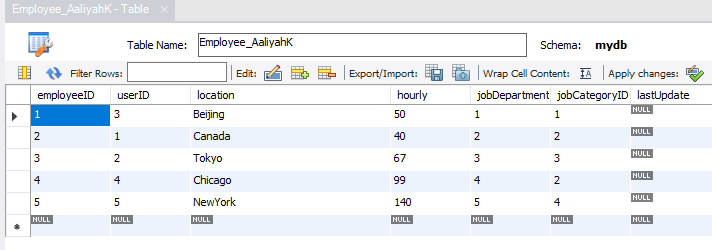 Employee_AaliyahK - Table ×
Table Name: Employee_AaliyahK Schema: mydb
Filter Rows: Edit: Export/Import: Wrap Cell Content: IA Apply changes:
employeeID userID location hourly jobDepartment jobCategoryID lastUpdate
1 3 Beijing 50 1 1 NULL
2 1 Canada 40 2 2 NULL
3 2 Tokyo 67 3 3 NULL
4 4 Chicago 99 4 2 NULL
5 5 NewYork 140 5 4 NULL
NULL NULL NULL NULL NULL NULL NULL